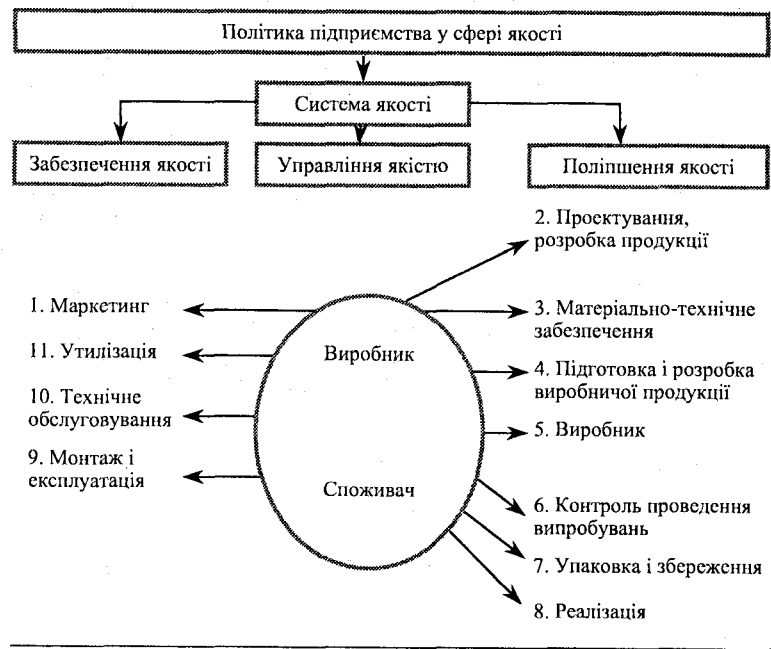 Політика підприємства у сфері якості
Система якості
Забезпечення якості
Управління якістю
Поліпшення якості
2. Проектування,
розробка продукції
1. Маркетинг
3. Матеріально-технічне
забезпечення
11. Утилізація
Виробник
4. Підготовка і розробка
виробничої продукції
10. Технічне
обслуговування
5. Виробник
9. Монтаж і
експлуатація
Споживач
6. Контроль проведення
випробувань
7. Упаковка і збереження
8. Реалізація